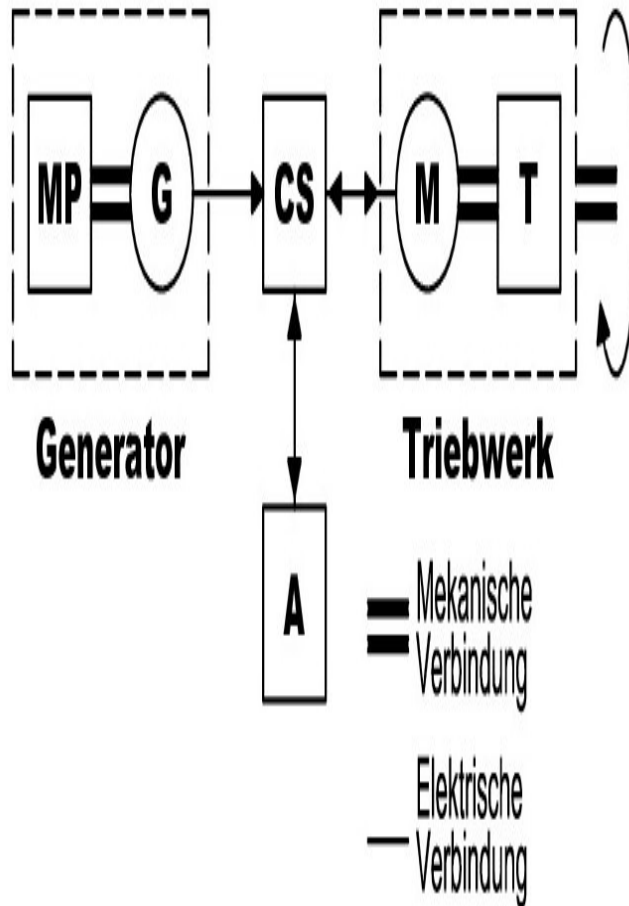 MP G CS M T
Generator Triebwerk
A
Mekanische
Verbindung
Elektrische
Verbindung